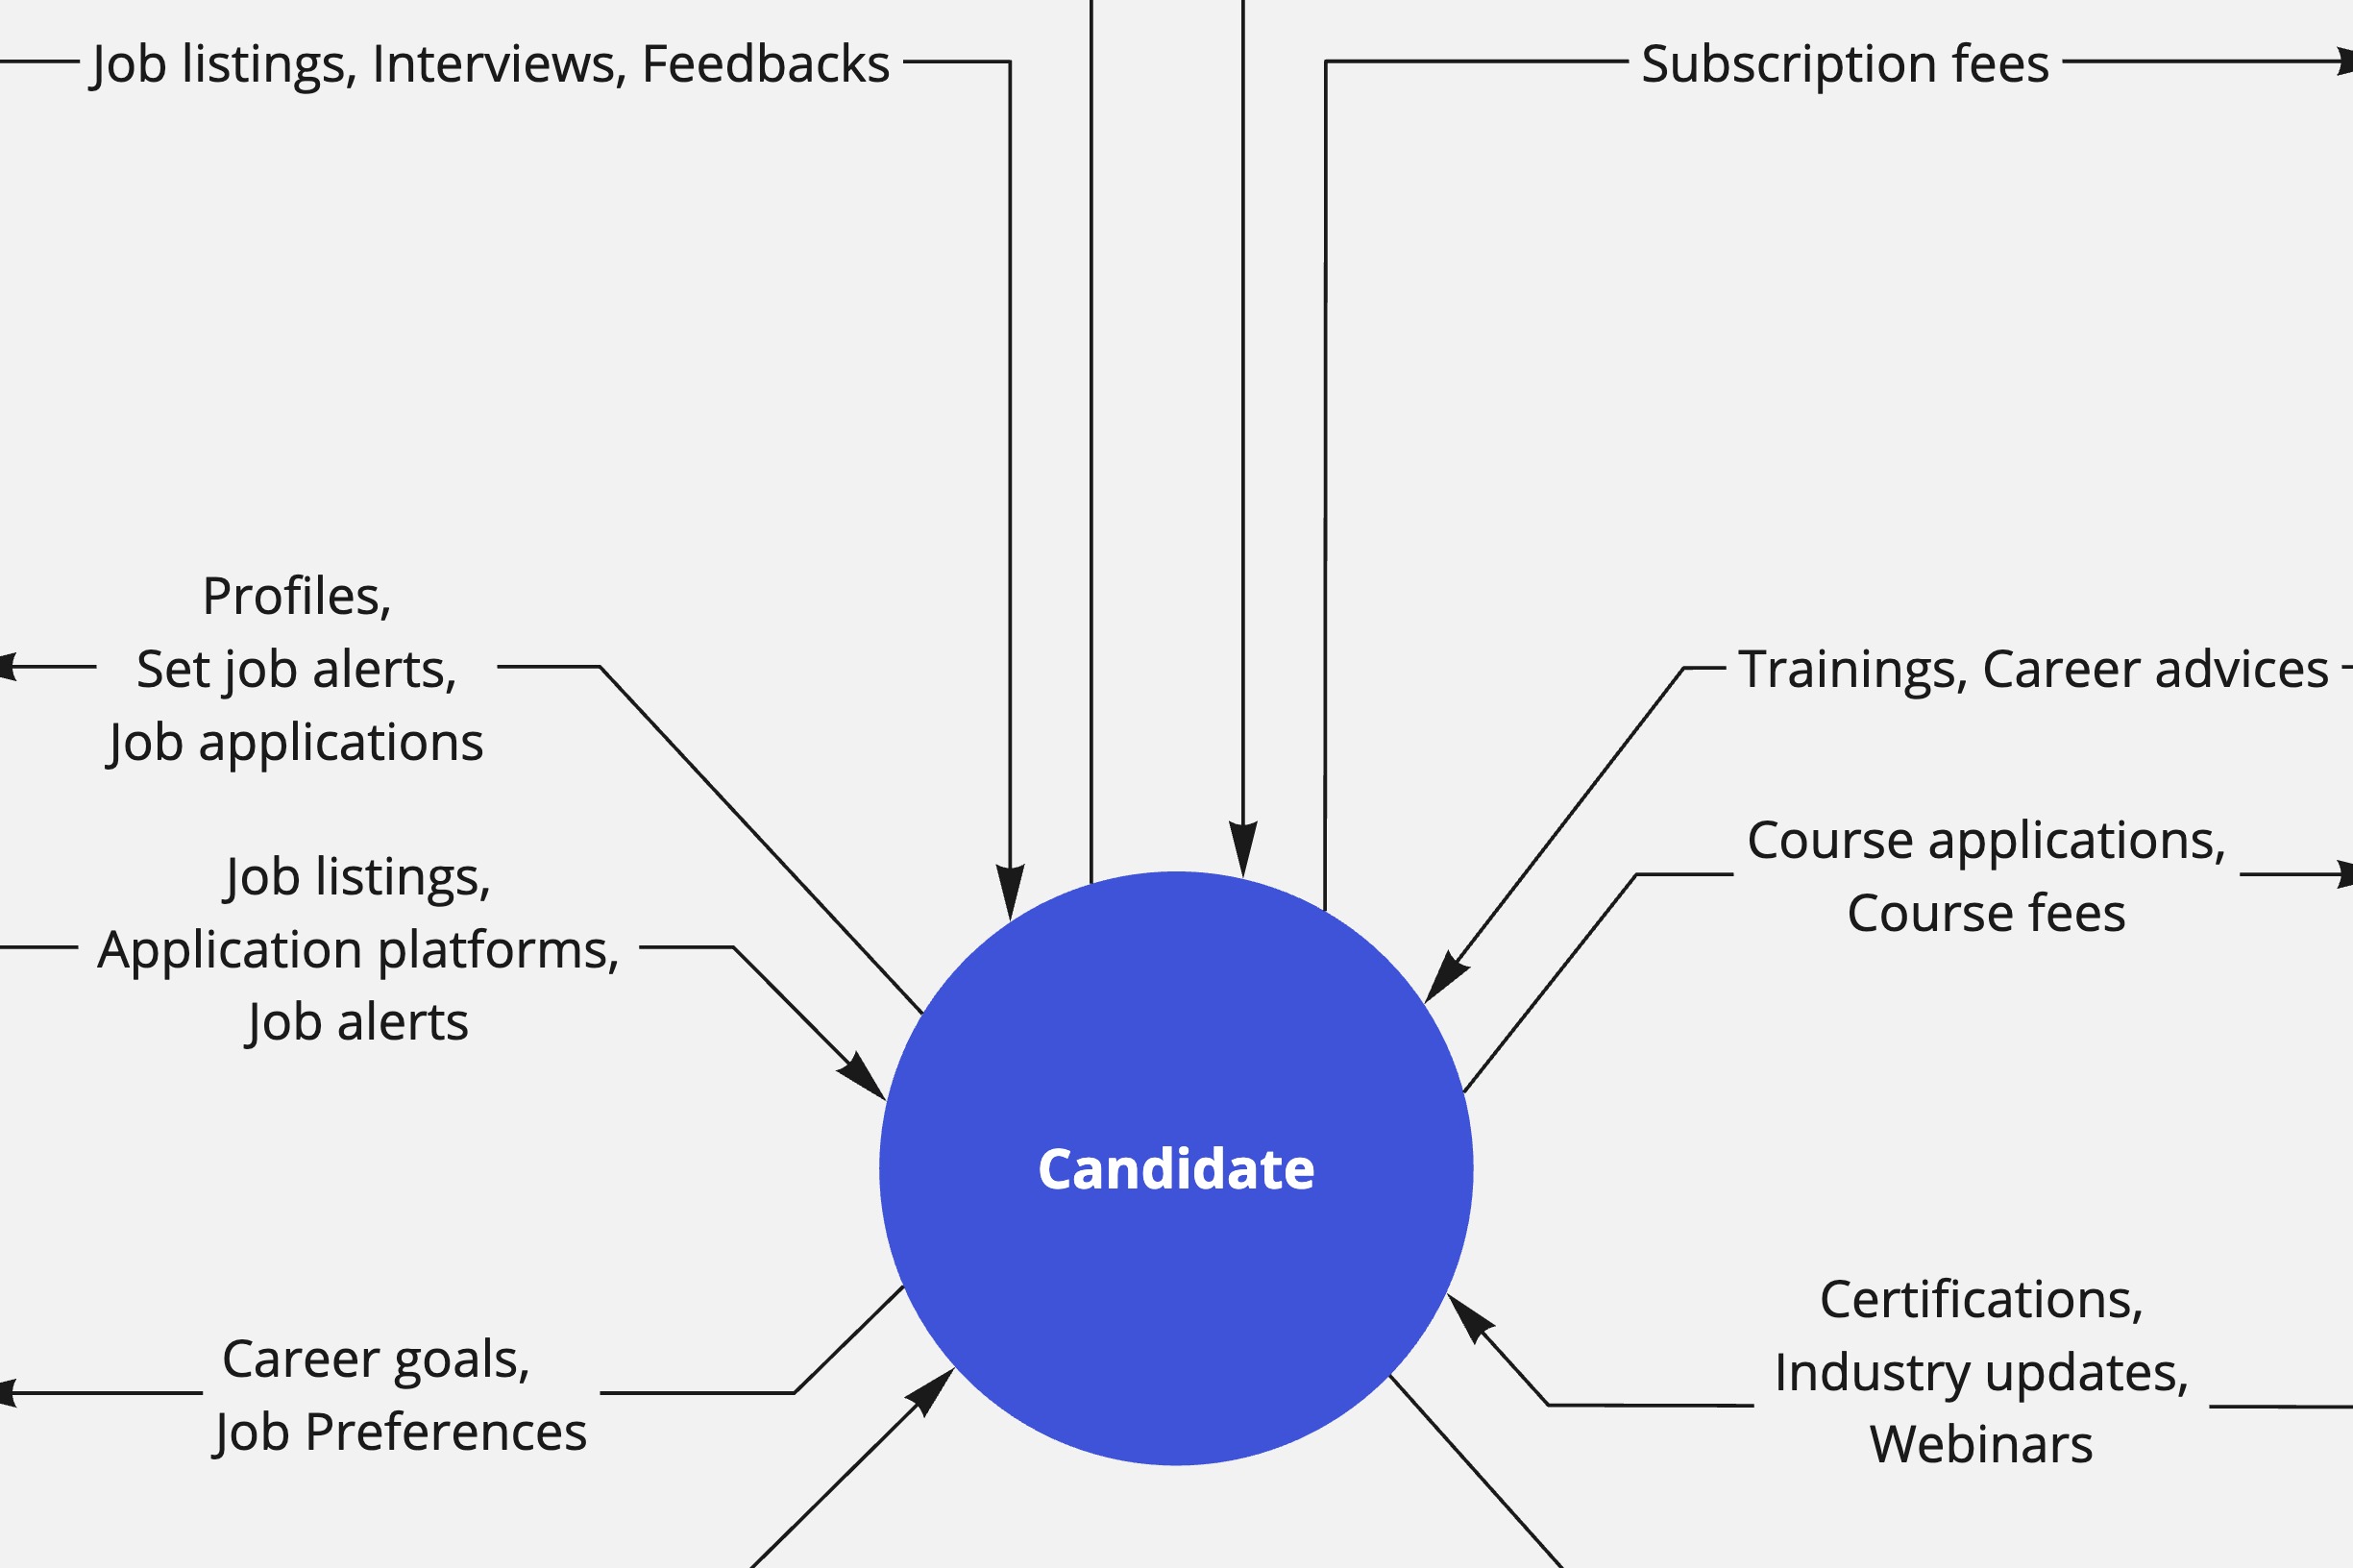 Job listings, Interviews, Feedbacks
Subscription fees
Profiles,
Set job alerts,
Job applications
Trainings, Career advices
Course applications,
Course fees
Job listings,
Application platforms,
Job alerts
Candidate
Career goals,
Job Preferences
Certifications,
Industry updates,
Webinars